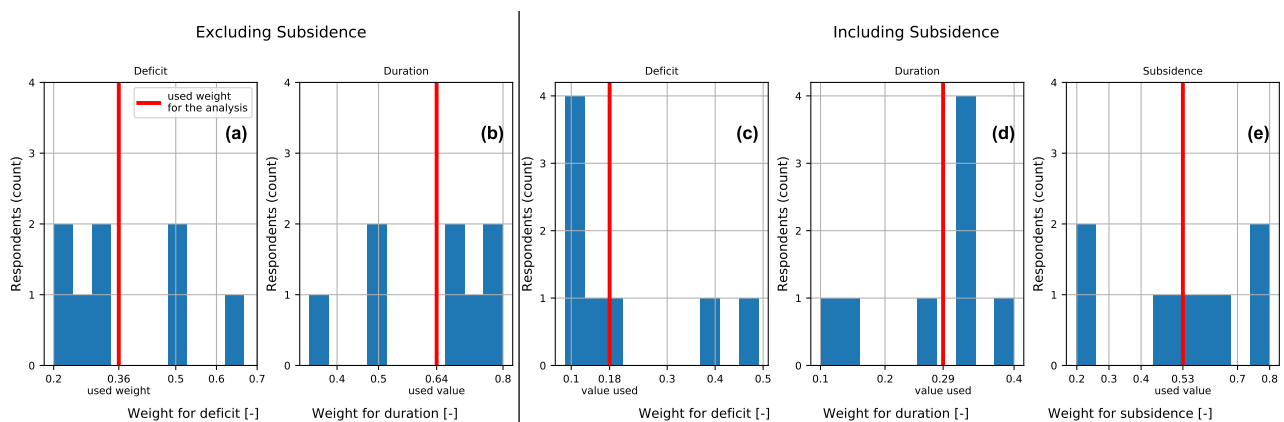 Excluding Subsidence
Including Subsidence
Deficit
Duration
Deficit
Duration
Subsidence
used weight
for the analysis
(a)
(b)
(c)
(d)
(e)
Respondents (count)
4
3
2
1
0
0.2
0.36
0.5
0.6
0.7
used weight
Weight for deficit [-]
Respondents (count)
4
3
2
1
0
0.4
0.5
0.64
0.8
used value
Weight for duration [-]
Respondents (count)
4
3
2
1
0
0.1
0.18
0.3
0.4
0.5
value used
Weight for deficit [-]
Respondents (count)
4
3
2
1
0
0.1
0.2
0.29
0.4
value used
Weight for duration [-]
Respondents (count)
4
3
2
1
0
0.2
0.3
0.4
0.53
0.7
0.8
used value
Weight for subsidence [-]